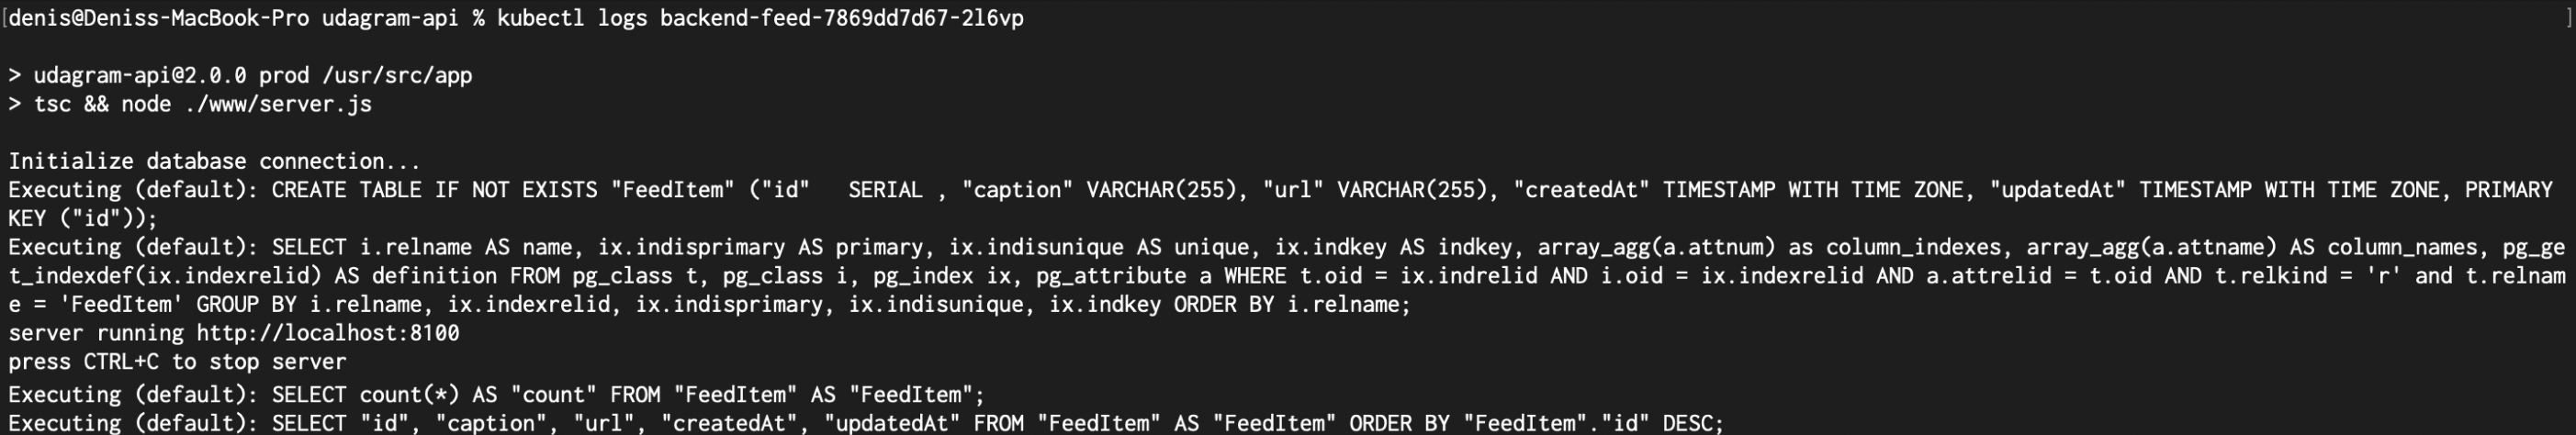 [denis@Deniss-MacBook-Pro udagram-api % kubectl logs backend-feed-7869dd7d67-2l6vp ]
> udagram-api@2.0.0 prod /usr/src/app
> tsc && node ./www/server.js
Initialize database connection...
Executing (default): CREATE TABLE IF NOT EXISTS "FeedItem" ("id"   SERIAL , "caption" VARCHAR(255), "url" VARCHAR(255), "createdAt" TIMESTAMP WITH TIME ZONE, "updatedAt" TIMESTAMP WITH TIME ZONE, PRIMARY
KEY ("id"));
Executing (default): SELECT i.relname AS name, ix.indisprimary AS primary, ix.indisunique AS unique, ix.indkey AS indkey, array_agg(a.attnum) as column_indexes, array_agg(a.attname) AS column_names, pg_ge
t_indexdef(ix.indexrelid) AS definition FROM pg_class t, pg_class i, pg_index ix, pg_attribute a WHERE t.oid = ix.indrelid AND i.oid = ix.indexrelid AND a.attrelid = t.oid AND t.relkind = 'r' and t.relnam
e = 'FeedItem' GROUP BY i.relname, ix.indexrelid, ix.indisprimary, ix.indisunique, ix.indkey ORDER BY i.relname;
server running http://localhost:8100
press CTRL+C to stop server
Executing (default): SELECT count(*) AS "count" FROM "FeedItem" AS "FeedItem";
Executing (default): SELECT "id", "caption", "url", "createdAt", "updatedAt" FROM "FeedItem" AS "FeedItem" ORDER BY "FeedItem"."id" DESC;